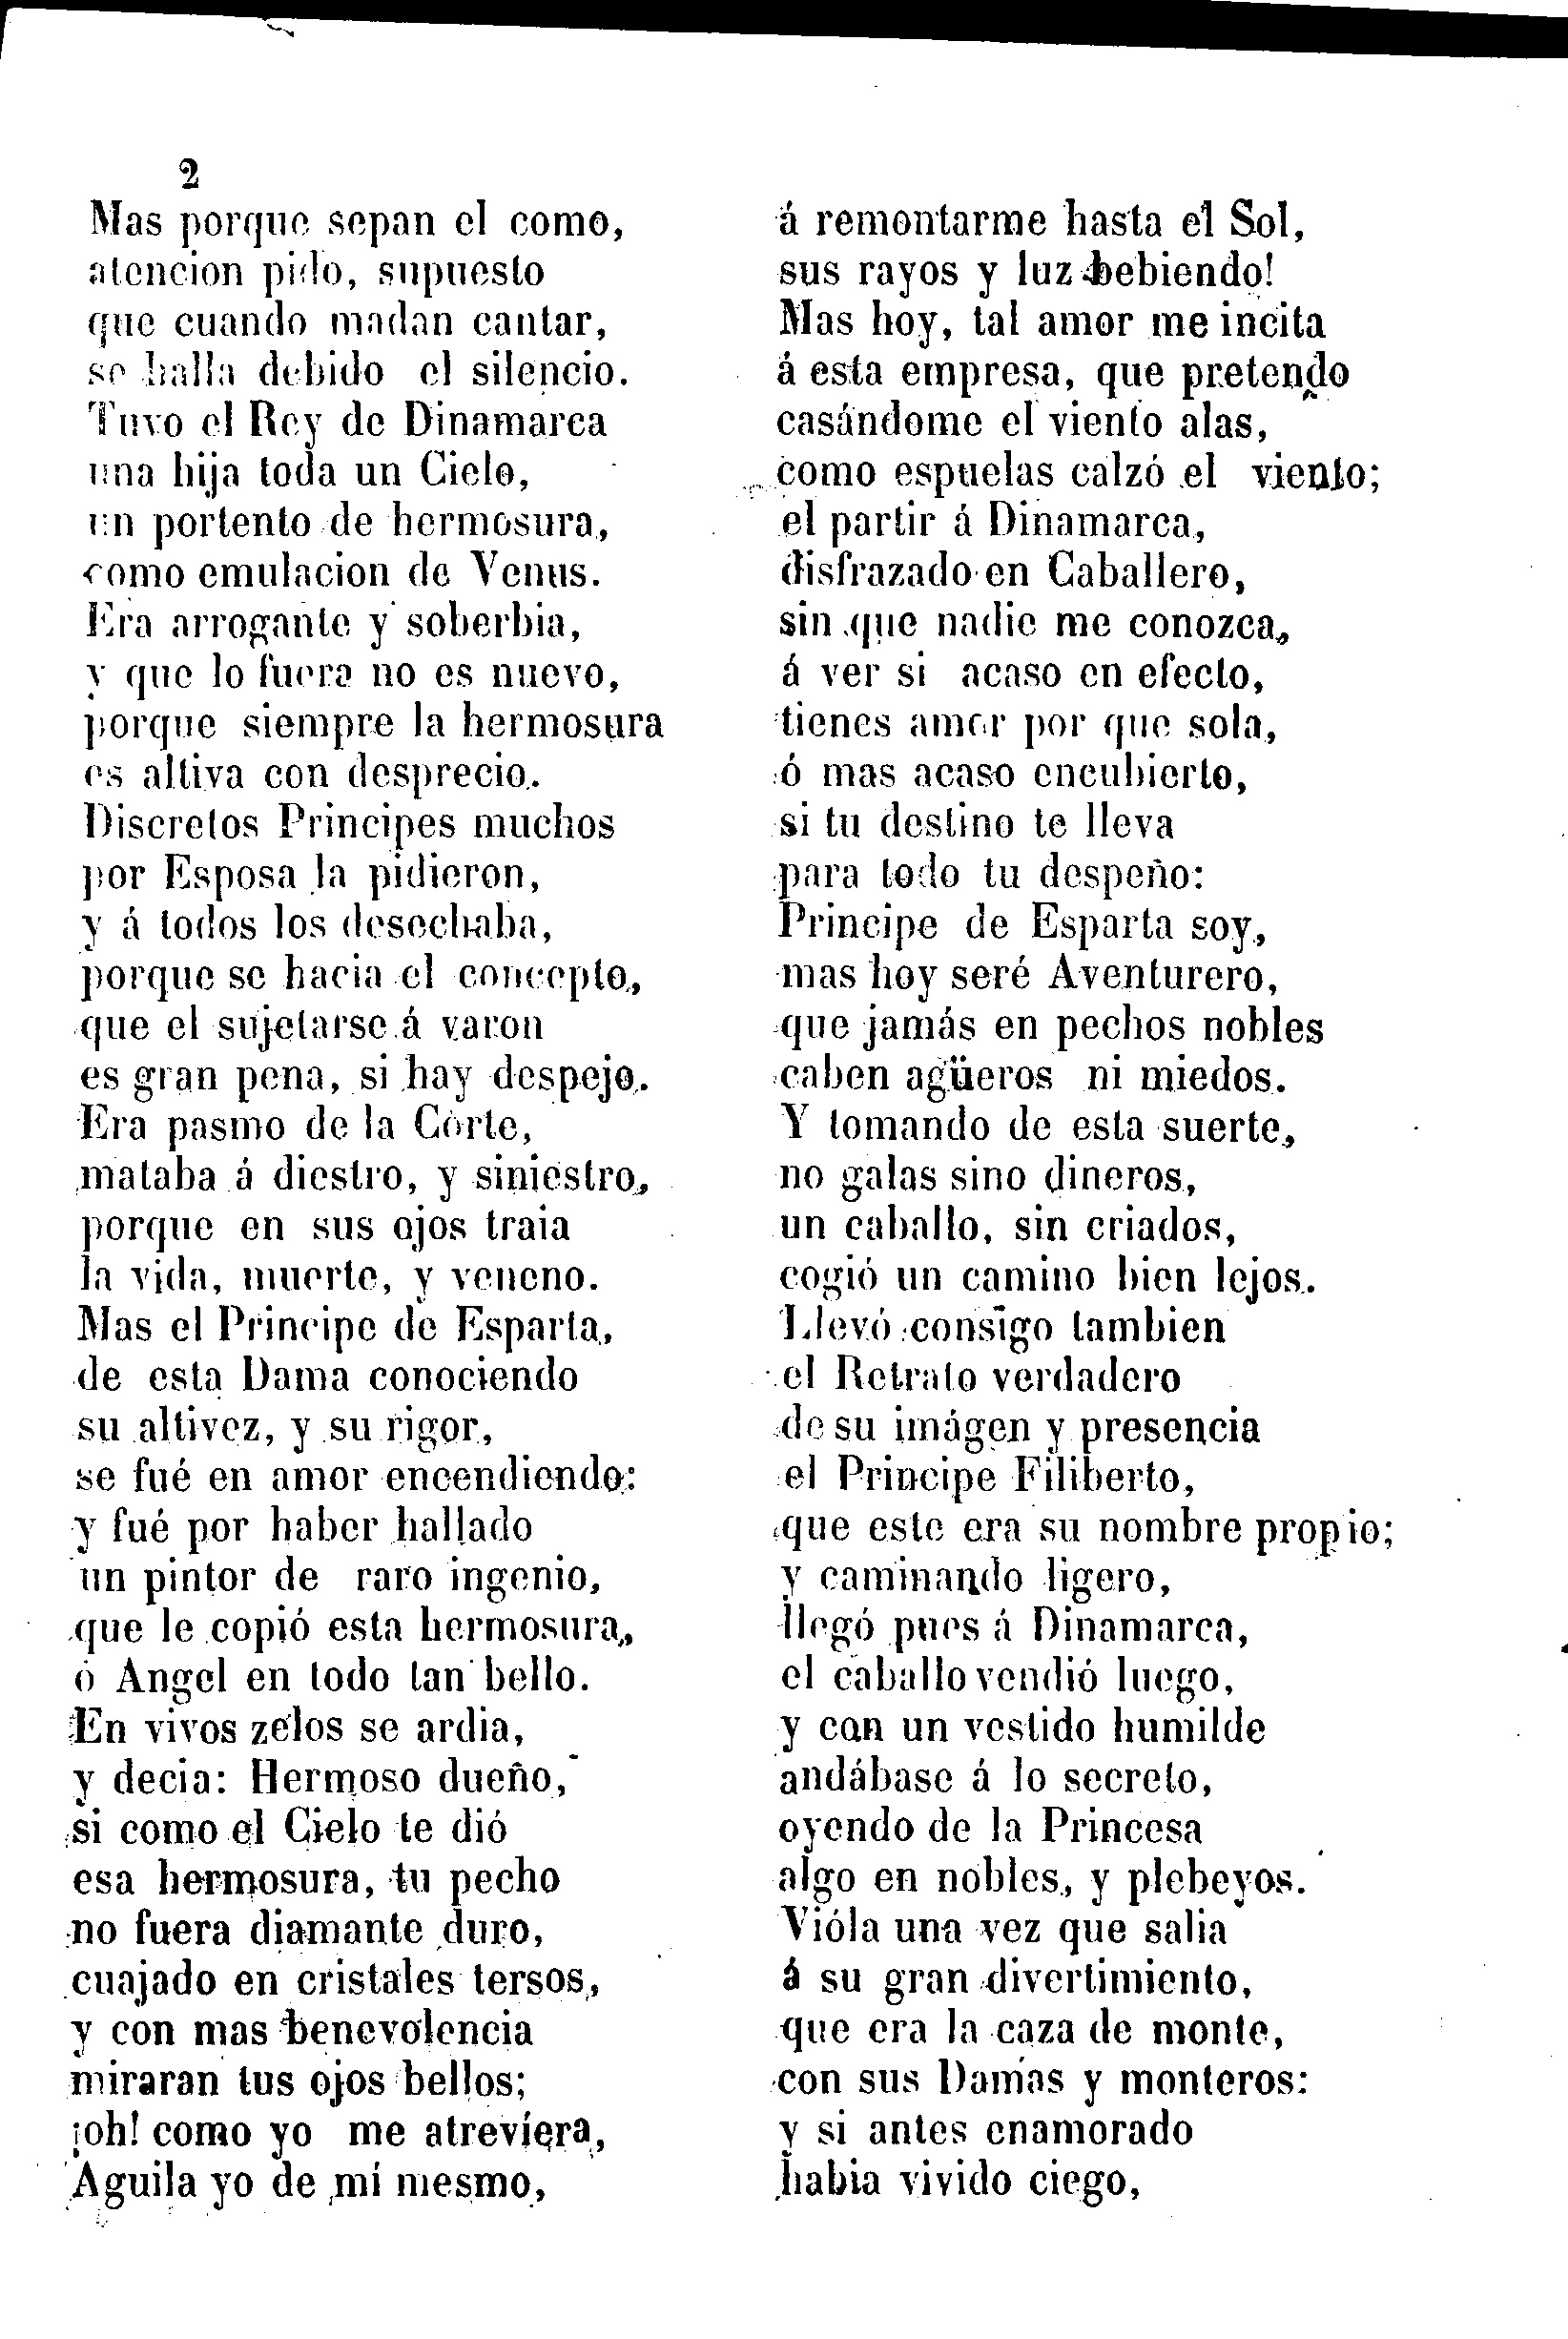 2
Mas porque sepan el como,
atencion pido, supuesto
que cuando madan cantar,
se halla debido el silencio.
Tuvo el Rey de Dinamarca
una hija toda un Cielo,
un portento de hermosura,
como emulacion de Venus.
Era arrogante y soberbia,
y que lo fuera no es nuevo,
porque siempre la hermosura
es altiva con desprecio.
Discretos Principes muchos
por Esposa la pidieron,
y á todos los desechaba,
porque se hacia el concepto,
que el sujetarse á varon
es gran pena, si hay despejo.
Era pasmo de la Corte,
mataba á diestro, y siniestro,
porque en sus ojos traia
la vida, muerte, y veneno.
Mas el Principe de Esparta,
de esta Dama conociendo
su altivez, y su rigor,
se fué en amor encendiendo:
y fué por haber hallado
un pintor de raro ingenio,
que le copió esta hermosura,
ó Angel en todo tan bello.
En vivos zelos se ardia,
y decia: Hermoso dueño,
si como el Cielo te dió
esa hermosura, tu pecho
no fuera diamante duro,
cuajado en cristales tersos,
y con mas benevolencia
miraran tus ojos bellos;
¡oh! como yo me atreviera,
Aguila yo de mí mesmo,
á remontarme hasta el Sol,
sus rayos y luz bebiendo!
Mas hoy, tal amor me incita
á esta empresa, que pretendo
casándome el viento alas,
como espuelas calzó el viento;
el partir á Dinamarca,
disfrazado en Caballero,
sin que nadie me conozca,
á ver si acaso en efecto,
tienes amor por que sola,
ó mas acaso encubierto,
si tu destino te lleva
para todo tu despeño:
Principe de Esparta soy,
mas hoy seré Aventurero,
que jamás en pechos nobles
caben agüeros ni miedos.
Y tomando de esta suerte,
no galas sino dineros,
un caballo, sin criados,
cogió un camino bien lejos.
Llevó consigo tambien
el Retrato verdadero
de su imágen y presencia
el Principe Filiberto,
que este era su nombre propio;
y caminando ligero,
llegó pues á Dinamarca,
el caballo vendió luego,
y con un vestido humilde
andábase á lo secreto,
oyendo de la Princesa
algo en nobles, y plebeyos.
Vióla una vez que salia
á su gran divertimiento,
que era la caza de monte,
con sus Damas y monteros:
y si antes enamorado
habia vivido ciego,